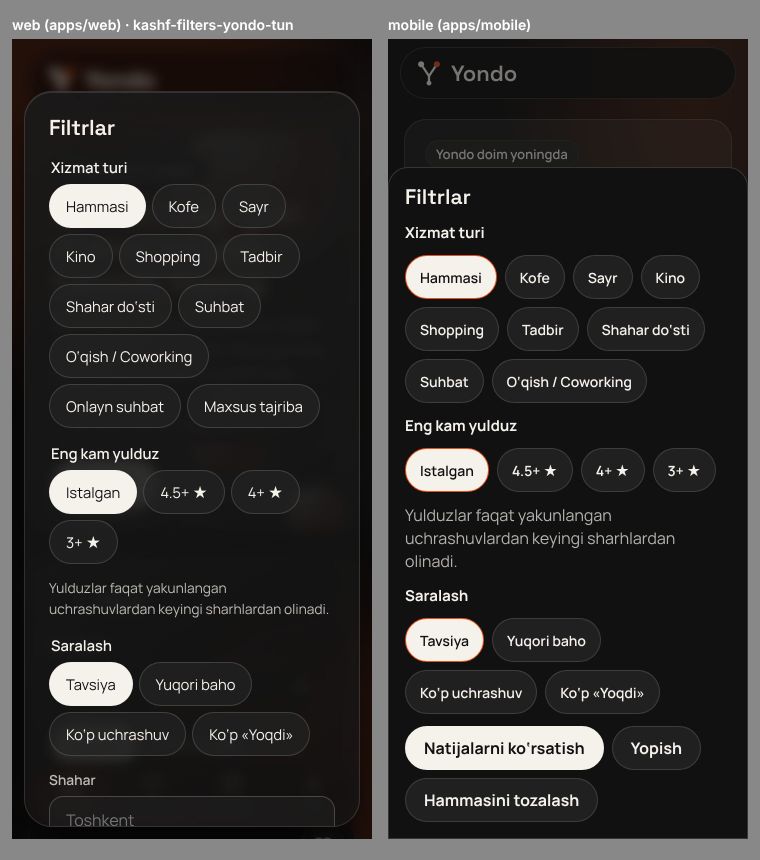 web (apps/web) · kashf-filters-yondo-tun
Yondo
Filtrlar
Xizmat turi
Hammasi
Kofe
Sayr
Kino
Shopping
Tadbir
Shahar do'sti
Suhbat
O'qish / Coworking
Onlayn suhbat
Maxsus tajriba
Eng kam yulduz
Istalgan
4.5+ ★
4+ ★
3+ ★
Yulduzlar faqat yakunlangan
uchrashuvlardan keyingi sharhlardan olinadi.
Saralash
Tavsiya
Yuqori baho
Ko'p uchrashuv
Ko'p «Yoqdi»
Shahar
Toshkent
mobile (apps/mobile)
Yondo
Yondo doim yoningda
Filtrlar
Xizmat turi
Hammasi
Kofe
Sayr
Kino
Shopping
Tadbir
Shahar do'sti
Suhbat
O'qish / Coworking
Eng kam yulduz
Istalgan
4.5+ ★
4+ ★
3+ ★
Yulduzlar faqat yakunlangan
uchrashuvlardan keyingi sharhlardan
olinadi.
Saralash
Tavsiya
Yuqori baho
Ko'p uchrashuv
Ko'p «Yoqdi»
Natijalarni ko'rsatish
Yopish
Hammasini tozalash